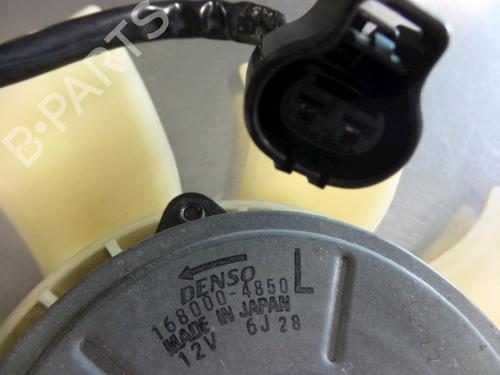 B-PARTS
DENSO
168000-4850 L
MADE IN JAPAN
12V 6J 28